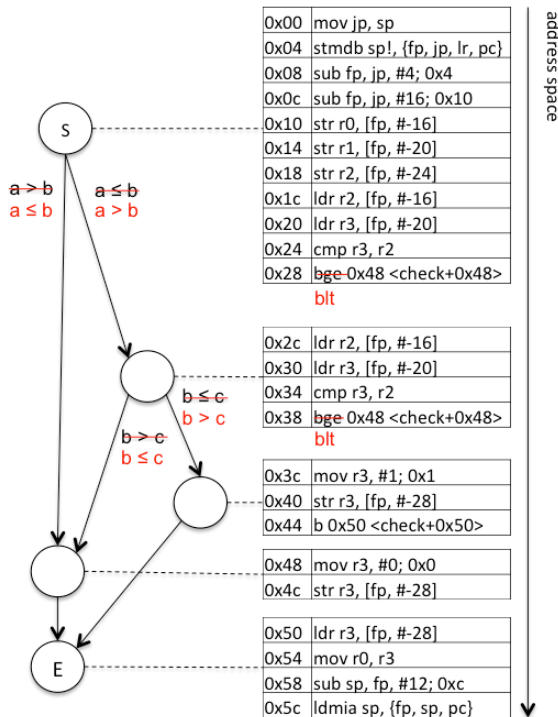 address space
0x00 mov jp, sp
0x04 stmdb sp!, {fp, jp, lr, pc}
0x08 sub fp, jp, #4; 0x4
0x0c sub fp, jp, #16; 0x10
0x10 str r0, [fp, #-16]
0x14 str r1, [fp, #-20]
0x18 str r2, [fp, #-24]
0x1c ldr r2, [fp, #-16]
0x20 ldr r3, [fp, #-20]
0x24 cmp r3, r2
0x28 bge 0x48 <check+0x48>
blt
S
a > b
a ≤ b
a ≤ b
a > b
0x2c ldr r2, [fp, #-16]
0x30 ldr r3, [fp, #-20]
0x34 cmp r3, r2
0x38 bge 0x48 <check+0x48>
blt
b ≤ c
b > c
b > c
b ≤ c
0x3c mov r3, #1; 0x1
0x40 str r3, [fp, #-28]
0x44 b 0x50 <check+0x50>
0x48 mov r3, #0; 0x0
0x4c str r3, [fp, #-28]
0x50 ldr r3, [fp, #-28]
0x54 mov r0, r3
0x58 sub sp, fp, #12; 0xc
0x5c ldmia sp, {fp, sp, pc}
E